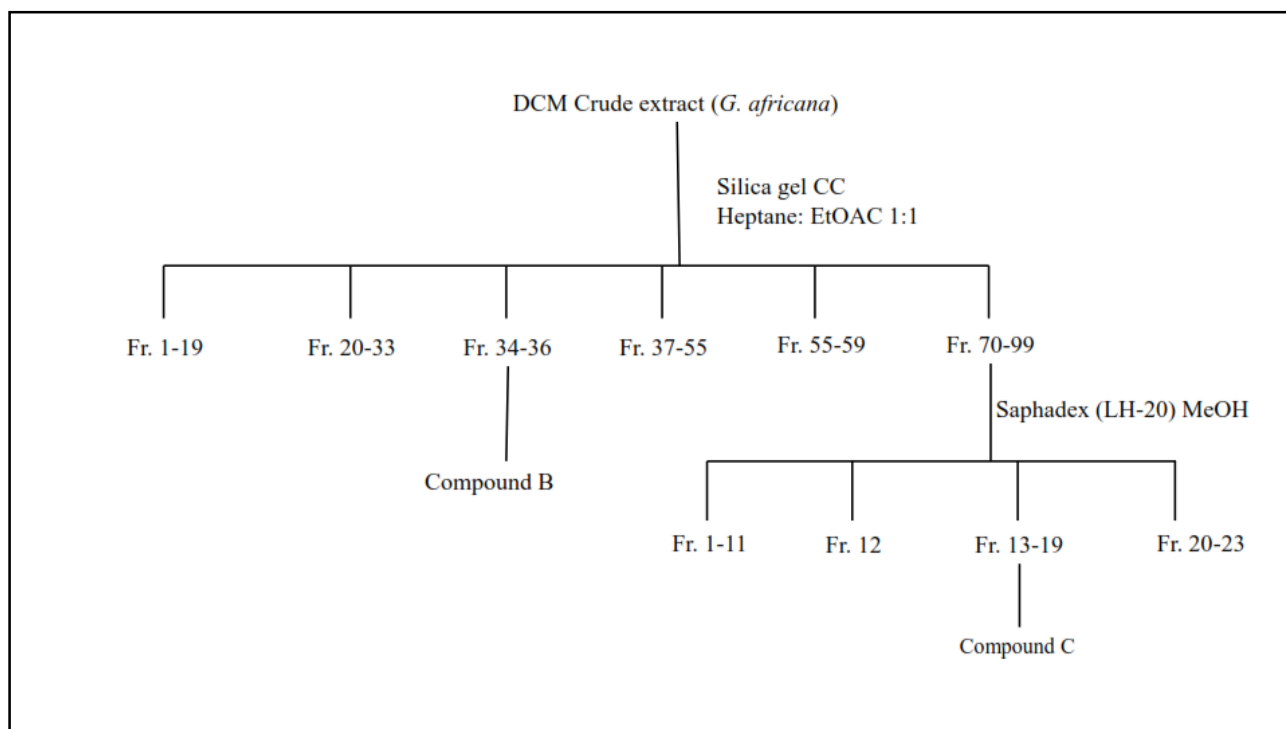 DCM Crude extract (G. africana)
Silica gel CC
Heptane: EtOAC 1:1
Fr. 1-19
Fr. 20-33
Fr. 34-36
Fr. 37-55
Fr. 55-59
Fr. 70-99
Saphadex (LH-20) MeOH
Compound B
Fr. 1-11
Fr. 12
Fr. 13-19
Fr. 20-23
Compound C